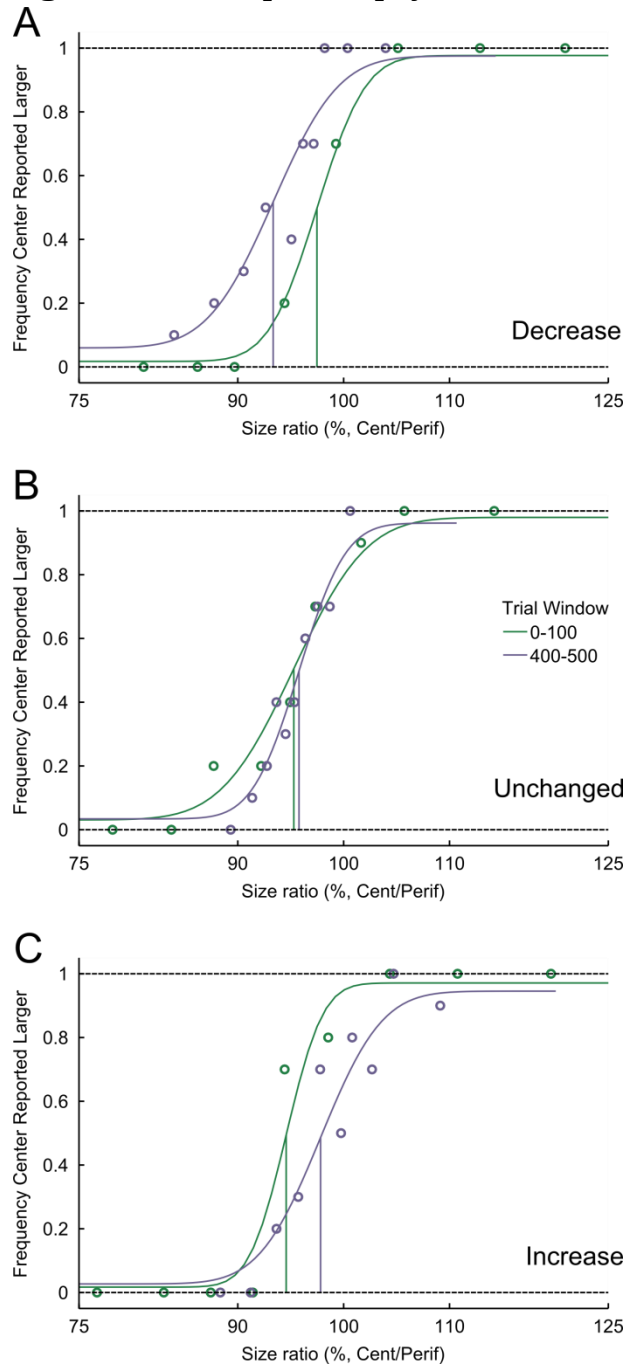 A
Frequency Center Reported Larger
1
0.8
0.6
0.4
0.2
0
Decrease
75 90 100 110 125
Size ratio (%, Cent/Perif)
B
Frequency Center Reported Larger
1
0.8
0.6
0.4
0.2
0
Trial Window
0-100
400-500
Unchanged
75 90 100 110 125
Size ratio (%, Cent/Perif)
C
Frequency Center Reported Larger
1
0.8
0.6
0.4
0.2
0
Increase
75 90 100 110 125
Size ratio (%, Cent/Perif)